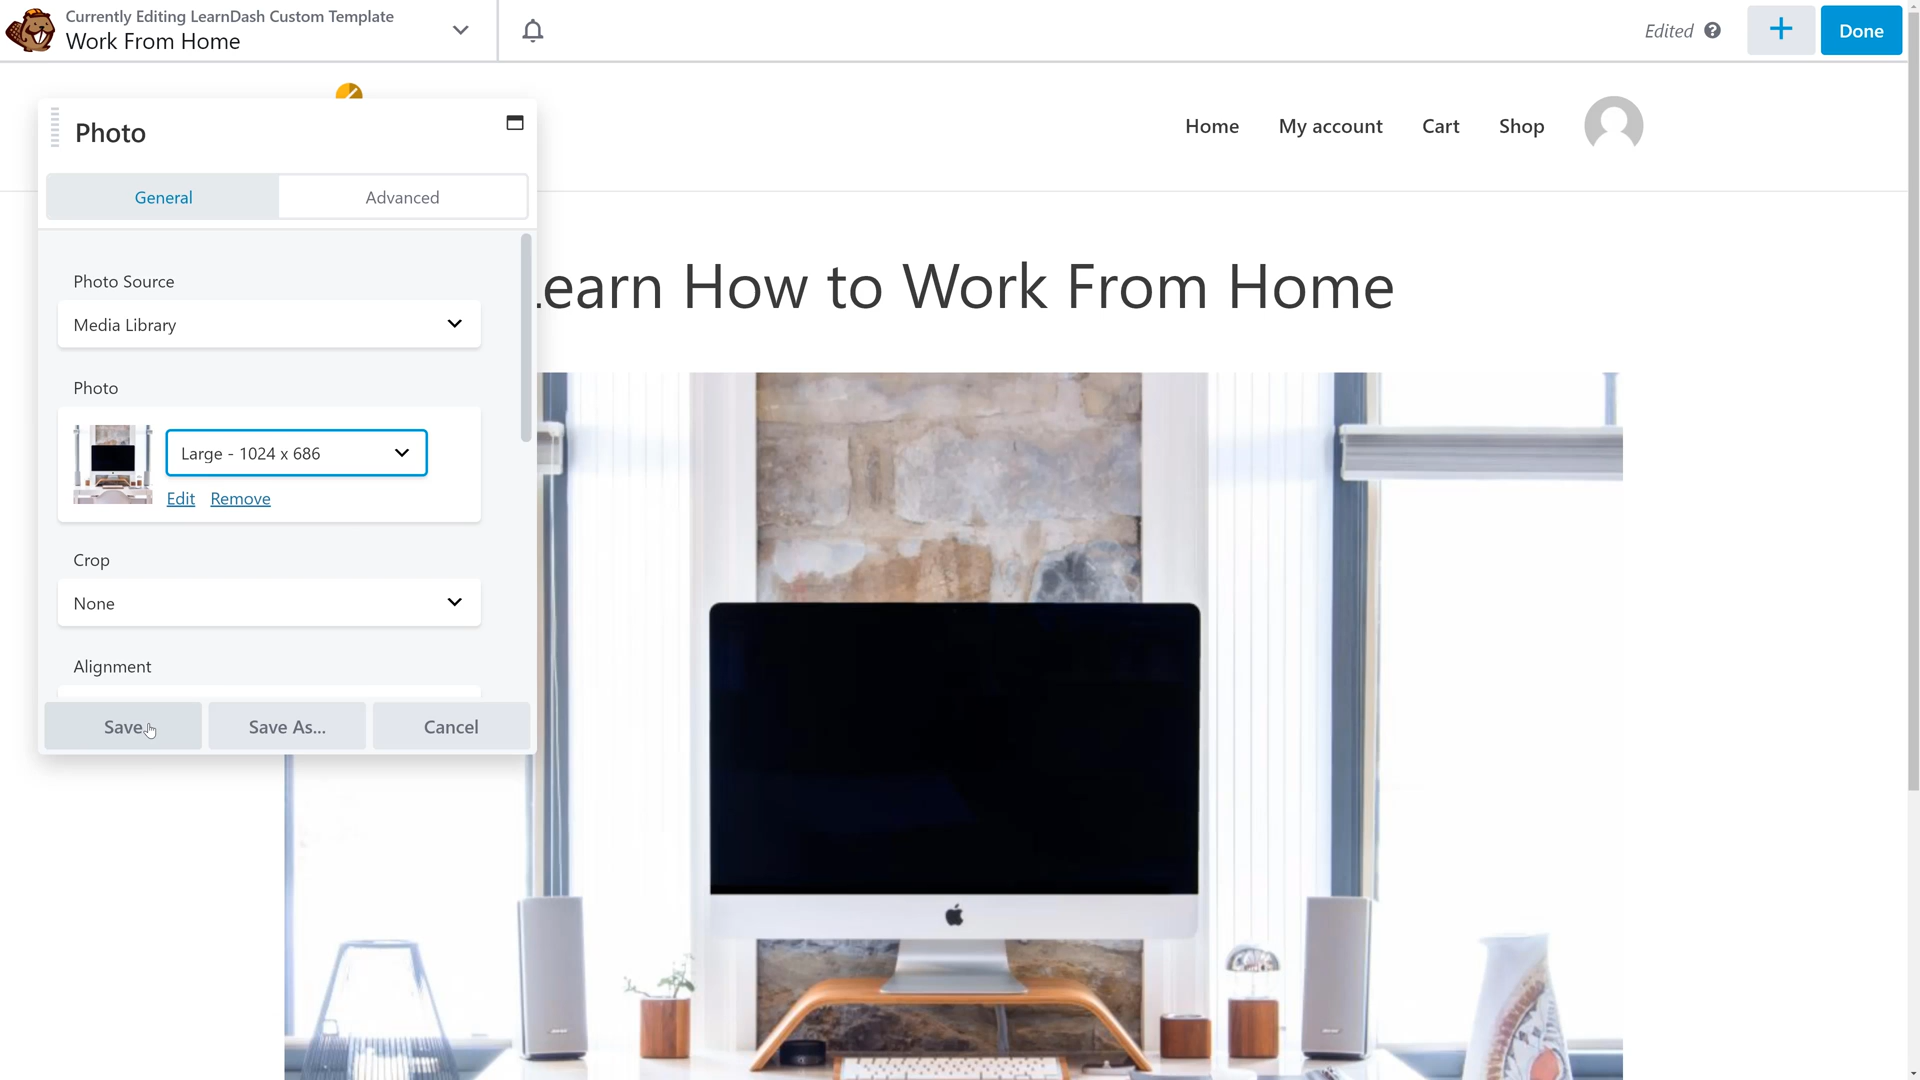 Currently Editing LearnDash Custom Template
Work From Home
Edited
?
+
Done
Photo
Home
My account
Cart
Shop
General
Advanced
Photo Source
Learn How to Work From Home
Media Library
Photo
Large - 1024 x 686
Edit
Remove
Crop
None
Alignment
Save
Save As...
Cancel